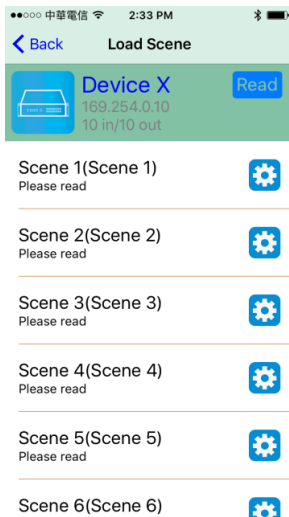 中華電信 2:33 PM
Back Load Scene
Device X Read
169.254.0.10
10 in/10 out
Scene 1(Scene 1)
Please read
Scene 2(Scene 2)
Please read
Scene 3(Scene 3)
Please read
Scene 4(Scene 4)
Please read
Scene 5(Scene 5)
Please read
Scene 6(Scene 6)